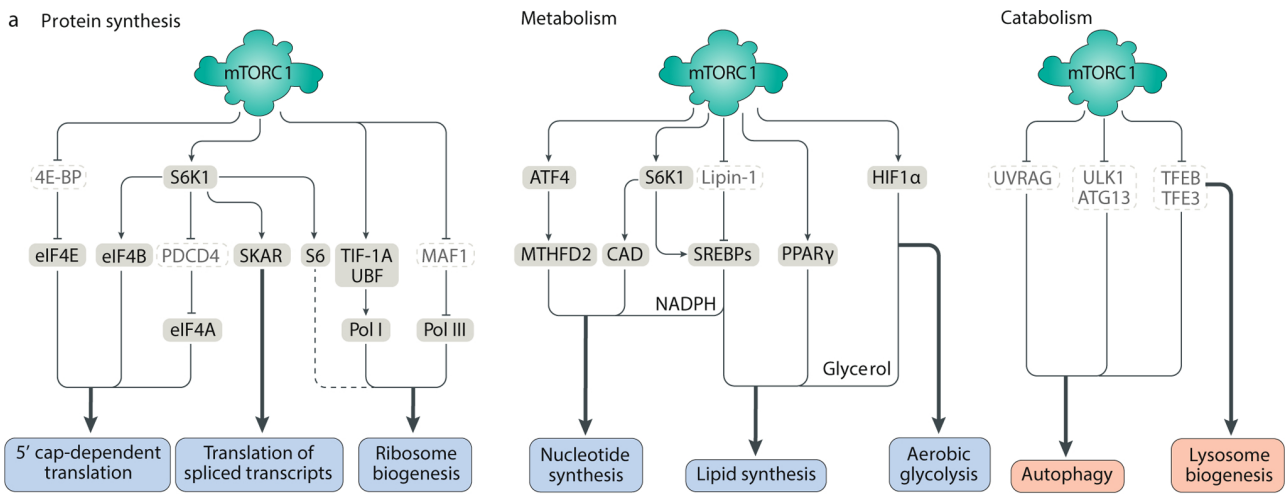 a Protein synthesis
mTORC1
4E-BP
S6K1
eIF4E
eIF4B
PDCD4
SKAR
S6
TIF-1A
UBF
MAF1
eIF4A
Pol I
Pol III
5′ cap-dependent
translation
Translation of
spliced transcripts
Ribosome
biogenesis
Metabolism
mTORC1
ATF4
S6K1
Lipin-1
HIF1α
MTHFD2
CAD
SREBPs
PPARγ
NADPH
Glycerol
Nucleotide
synthesis
Lipid synthesis
Aerobic
glycolysis
Catabolism
mTORC1
UVRAG
ULK1
ATG13
TFEB
TFE3
Autophagy
Lysosome
biogenesis